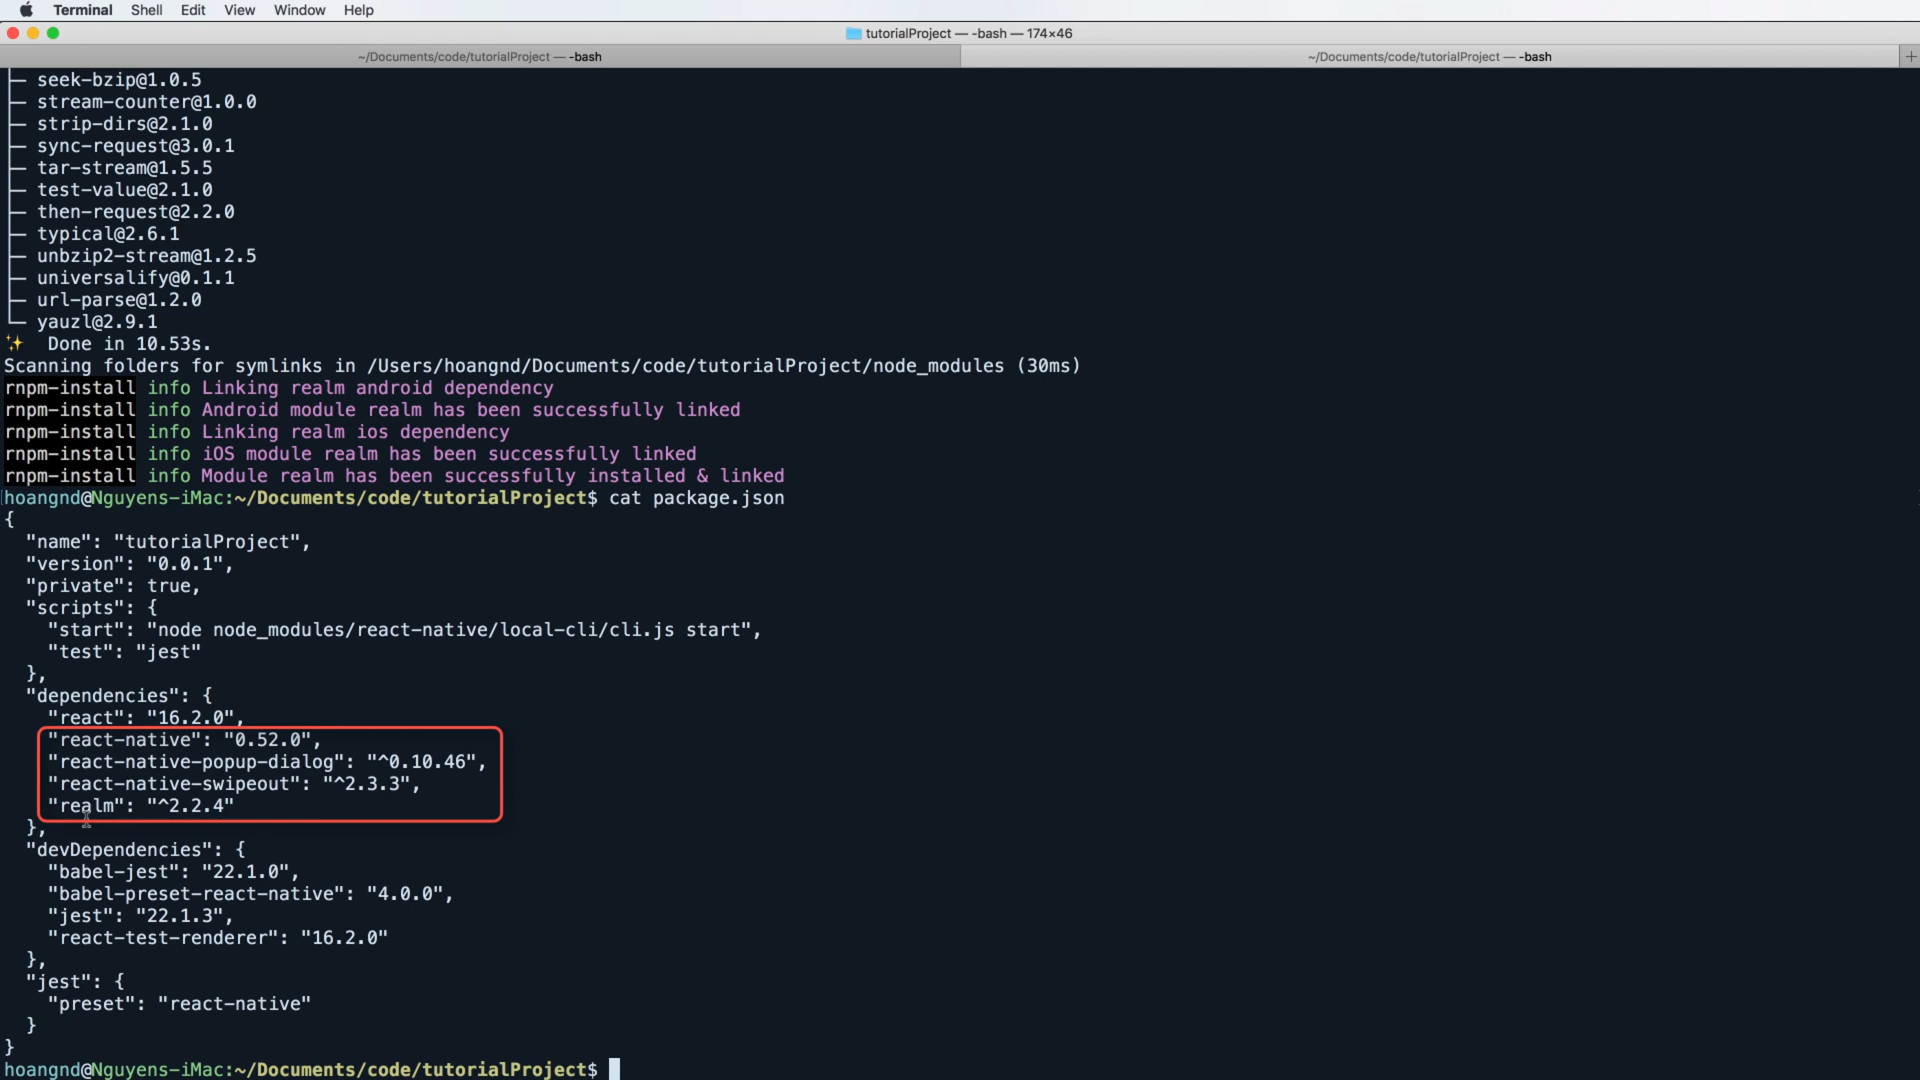 Terminal Shell Edit View Window Help
tutorialProject — -bash — 174×46
~/Documents/code/tutorialProject — -bash ~/Documents/code/tutorialProject — -bash +
├─ seek-bzip@1.0.5
├─ stream-counter@1.0.0
├─ strip-dirs@2.1.0
├─ sync-request@3.0.1
├─ tar-stream@1.5.5
├─ test-value@2.1.0
├─ then-request@2.2.0
├─ typical@2.6.1
├─ unbzip2-stream@1.2.5
├─ universalify@0.1.1
├─ url-parse@1.2.0
└─ yauzl@2.9.1
✨  Done in 10.53s.
Scanning folders for symlinks in /Users/hoangnd/Documents/code/tutorialProject/node_modules (30ms)
rnpm-install info Linking realm android dependency
rnpm-install info Android module realm has been successfully linked
rnpm-install info Linking realm ios dependency
rnpm-install info iOS module realm has been successfully linked
rnpm-install info Module realm has been successfully installed & linked
hoangnd@Nguyens-iMac:~/Documents/code/tutorialProject$ cat package.json
{
  "name": "tutorialProject",
  "version": "0.0.1",
  "private": true,
  "scripts": {
    "start": "node node_modules/react-native/local-cli/cli.js start",
    "test": "jest"
  },
  "dependencies": {
    "react": "16.2.0",
    "react-native": "0.52.0",
    "react-native-popup-dialog": "^0.10.46",
    "react-native-swipeout": "^2.3.3",
    "realm": "^2.2.4"
  },
  "devDependencies": {
    "babel-jest": "22.1.0",
    "babel-preset-react-native": "4.0.0",
    "jest": "22.1.3",
    "react-test-renderer": "16.2.0"
  },
  "jest": {
    "preset": "react-native"
  }
}
hoangnd@Nguyens-iMac:~/Documents/code/tutorialProject$